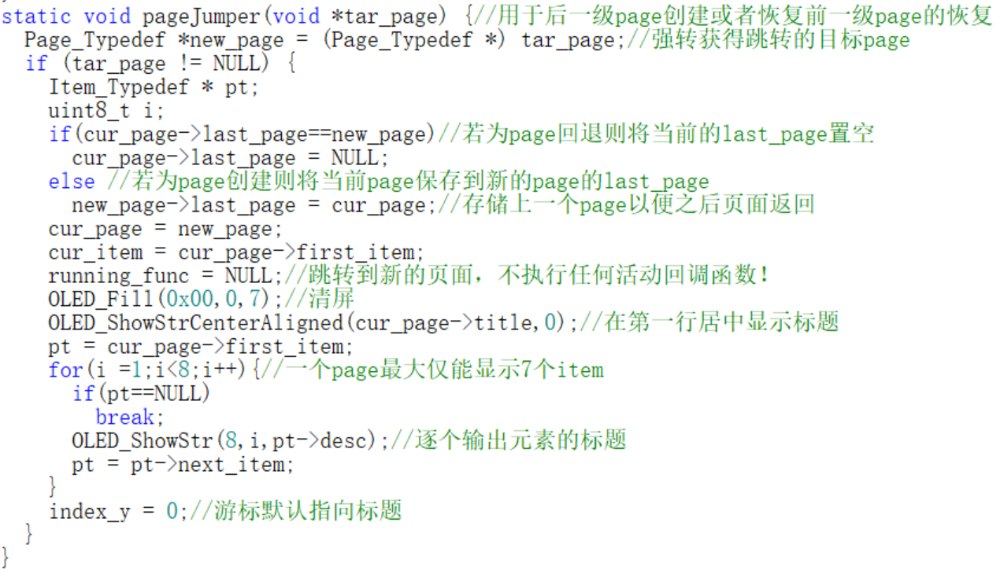 static void pageJumper(void *tar_page) {//用于后一级page创建或者恢复前一级page的恢复
  Page_Typedef *new_page = (Page_Typedef *) tar_page;//强转获得跳转的目标page
  if (tar_page != NULL) {
    Item_Typedef * pt;
    uint8_t i;
    if(cur_page->last_page==new_page)//若为page回退则将当前的last_page置空
      cur_page->last_page = NULL;
    else //若为page创建则将当前page保存到新的page的last_page
      new_page->last_page = cur_page;//存储上一个page以便之后页面返回
    cur_page = new_page;
    cur_item = cur_page->first_item;
    running_func = NULL;//跳转到新的页面，不执行任何活动回调函数！
    OLED_Fill(0x00,0,7);//清屏
    OLED_ShowStrCenterAligned(cur_page->title,0);//在第一行居中显示标题
    pt = cur_page->first_item;
    for(i =1;i<8;i++){//一个page最大仅能显示7个item
      if(pt==NULL)
        break;
      OLED_ShowStr(8,i,pt->desc);//逐个输出元素的标题
      pt = pt->next_item;
    }
    index_y = 0;//游标默认指向标题
  }
}